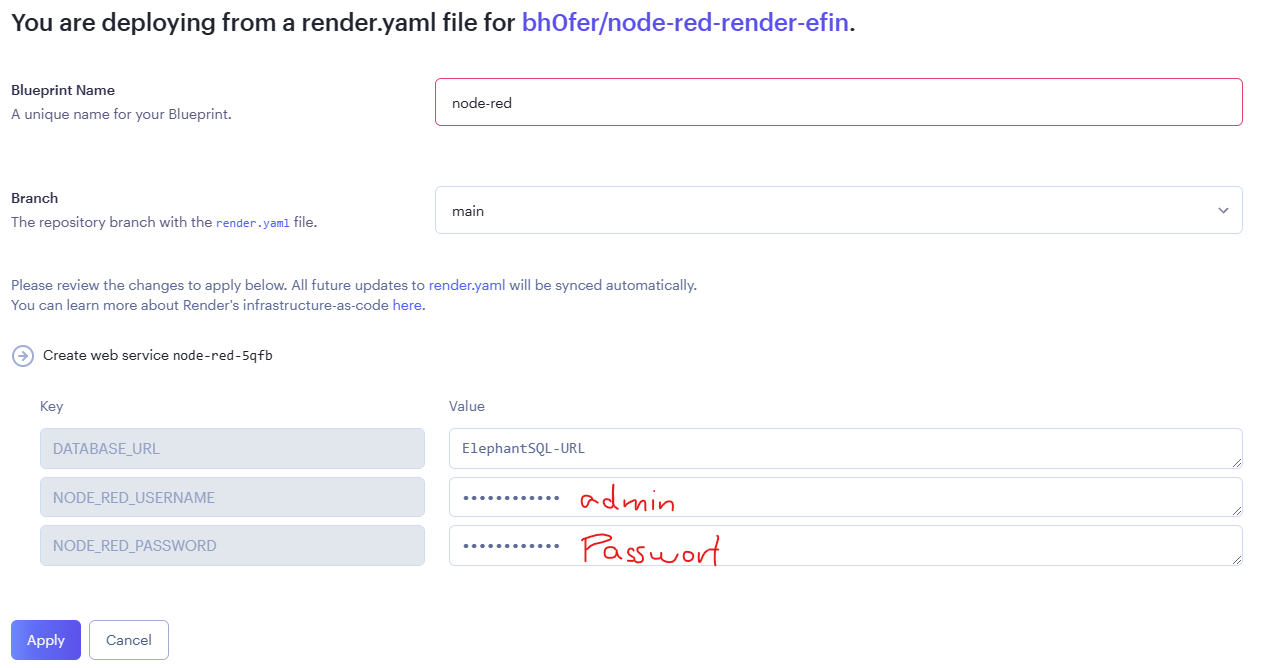 You are deploying from a render.yaml file for bh0fer/node-red-render-efin.
Blueprint Name
A unique name for your Blueprint.
node-red
Branch
The repository branch with the render.yaml file.
main
Please review the changes to apply below. All future updates to render.yaml will be synced automatically.
You can learn more about Render's infrastructure-as-code here.
Create web service node-red-5qfb
Key Value
DATABASE_URL ElephantSQL-URL
NODE_RED_USERNAME •••••••••••• admin
NODE_RED_PASSWORD •••••••••••• Passwort
Apply Cancel